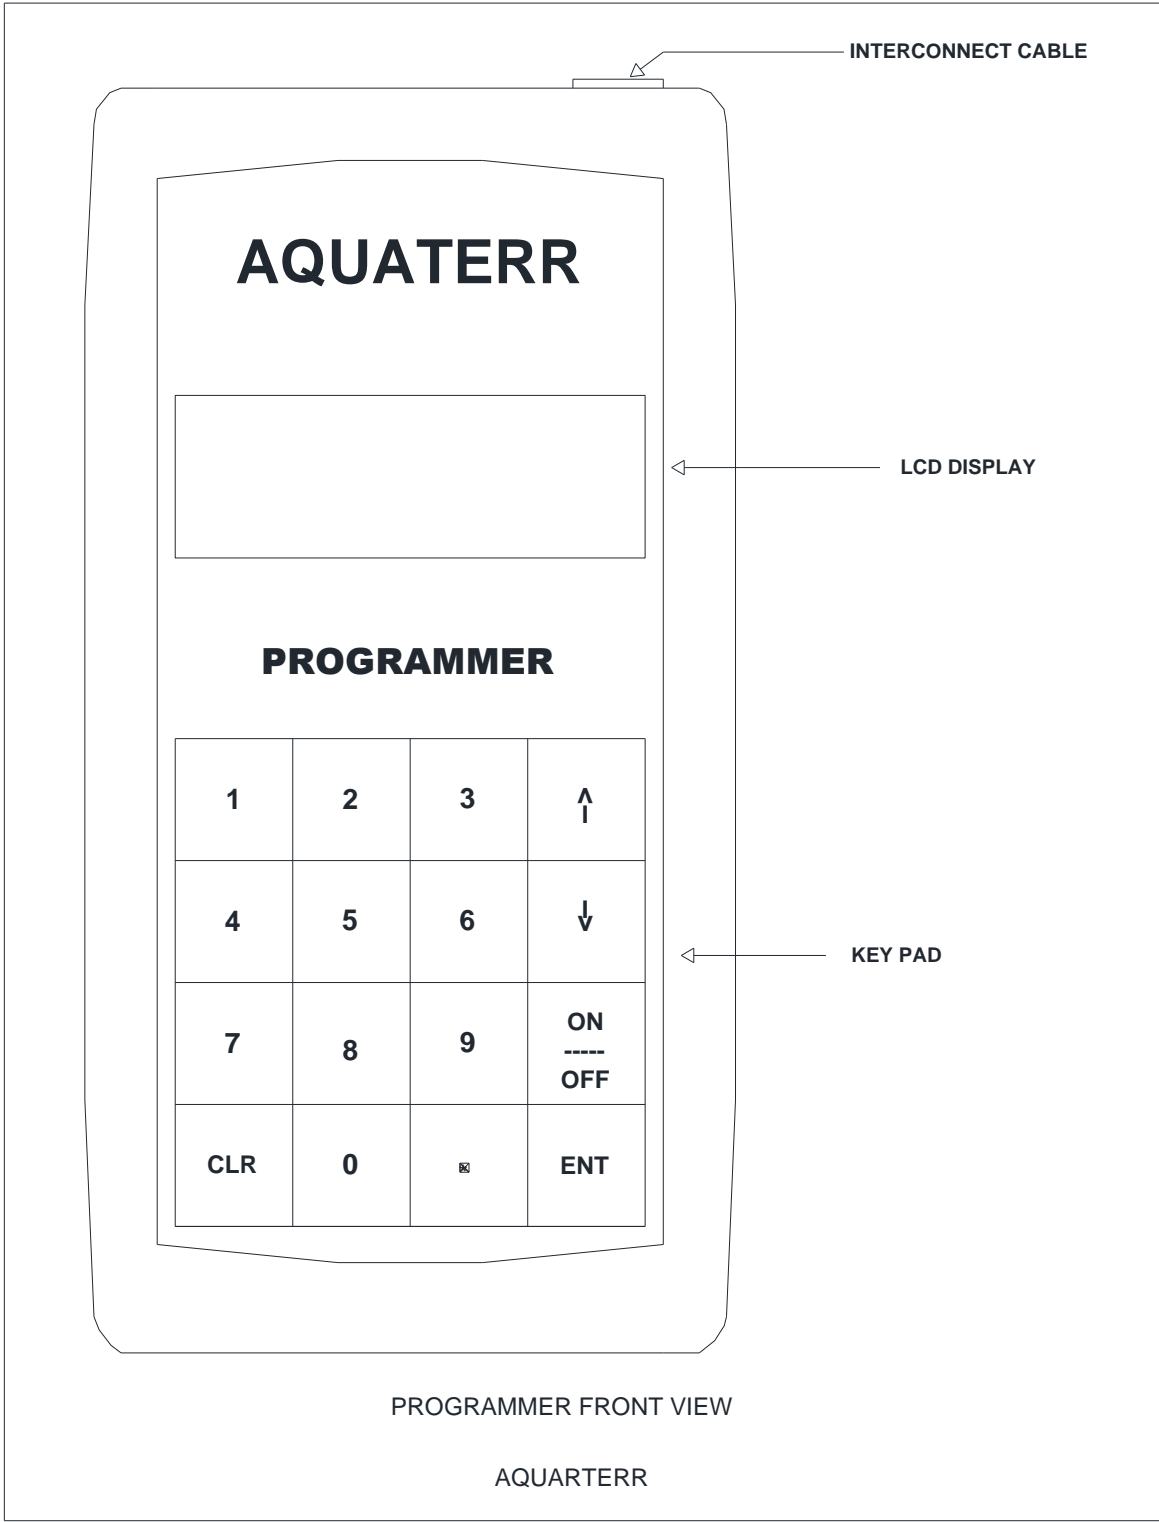 INTERCONNECT CABLE
AQUATERR
LCD DISPLAY
PROGRAMMER
1 2 3 ^
4 5 6 v
KEY PAD
7 8 9 ON
-----
OFF
CLR 0 . ENT
PROGRAMMER FRONT VIEW
AQUARTERR